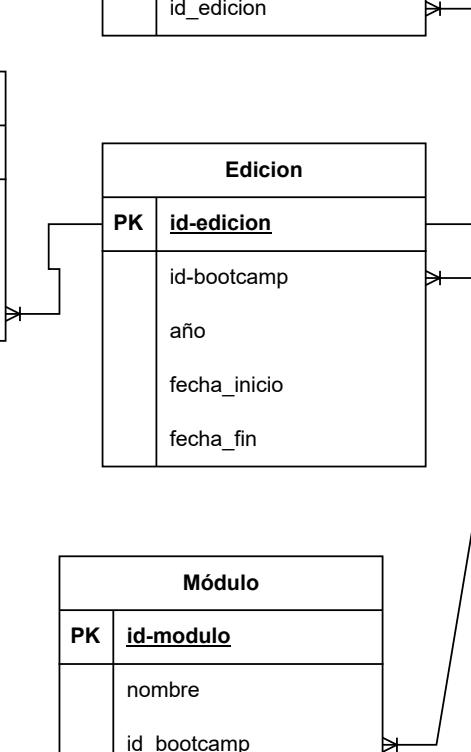 id_edicion
Edicion
PK id-edicion
id-bootcamp
año
fecha_inicio
fecha_fin
Módulo
PK id-modulo
nombre
id_bootcamp